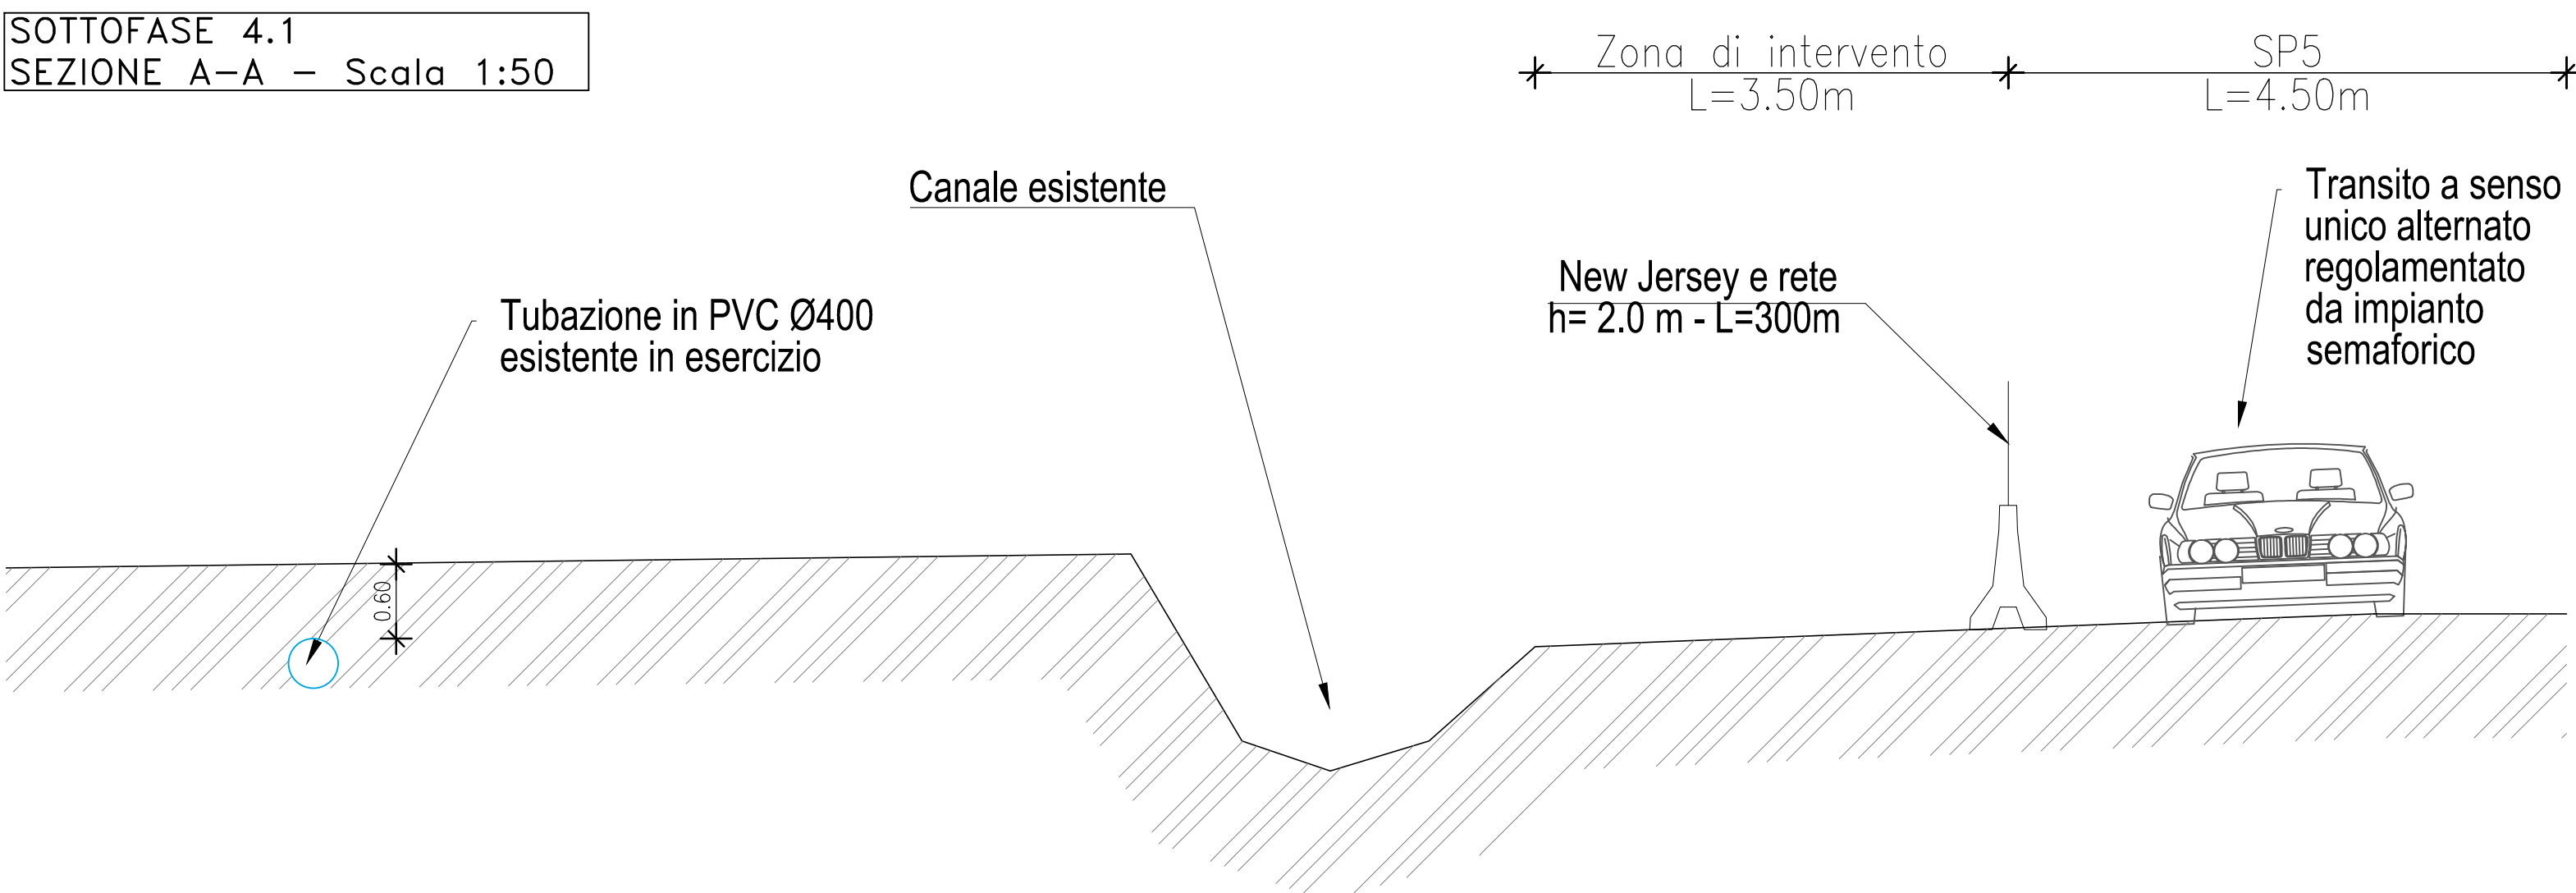 SOTTOFASE 4.1
SEZIONE A-A - Scala 1:50
Zona di intervento
L=3.50m
SP5
L=4.50m
Canale esistente
Transito a senso
unico alternato
regolamentato
da impianto
semaforico
New Jersey e rete
h= 2.0 m - L=300m
Tubazione in PVC Ø400
esistente in esercizio
0.60